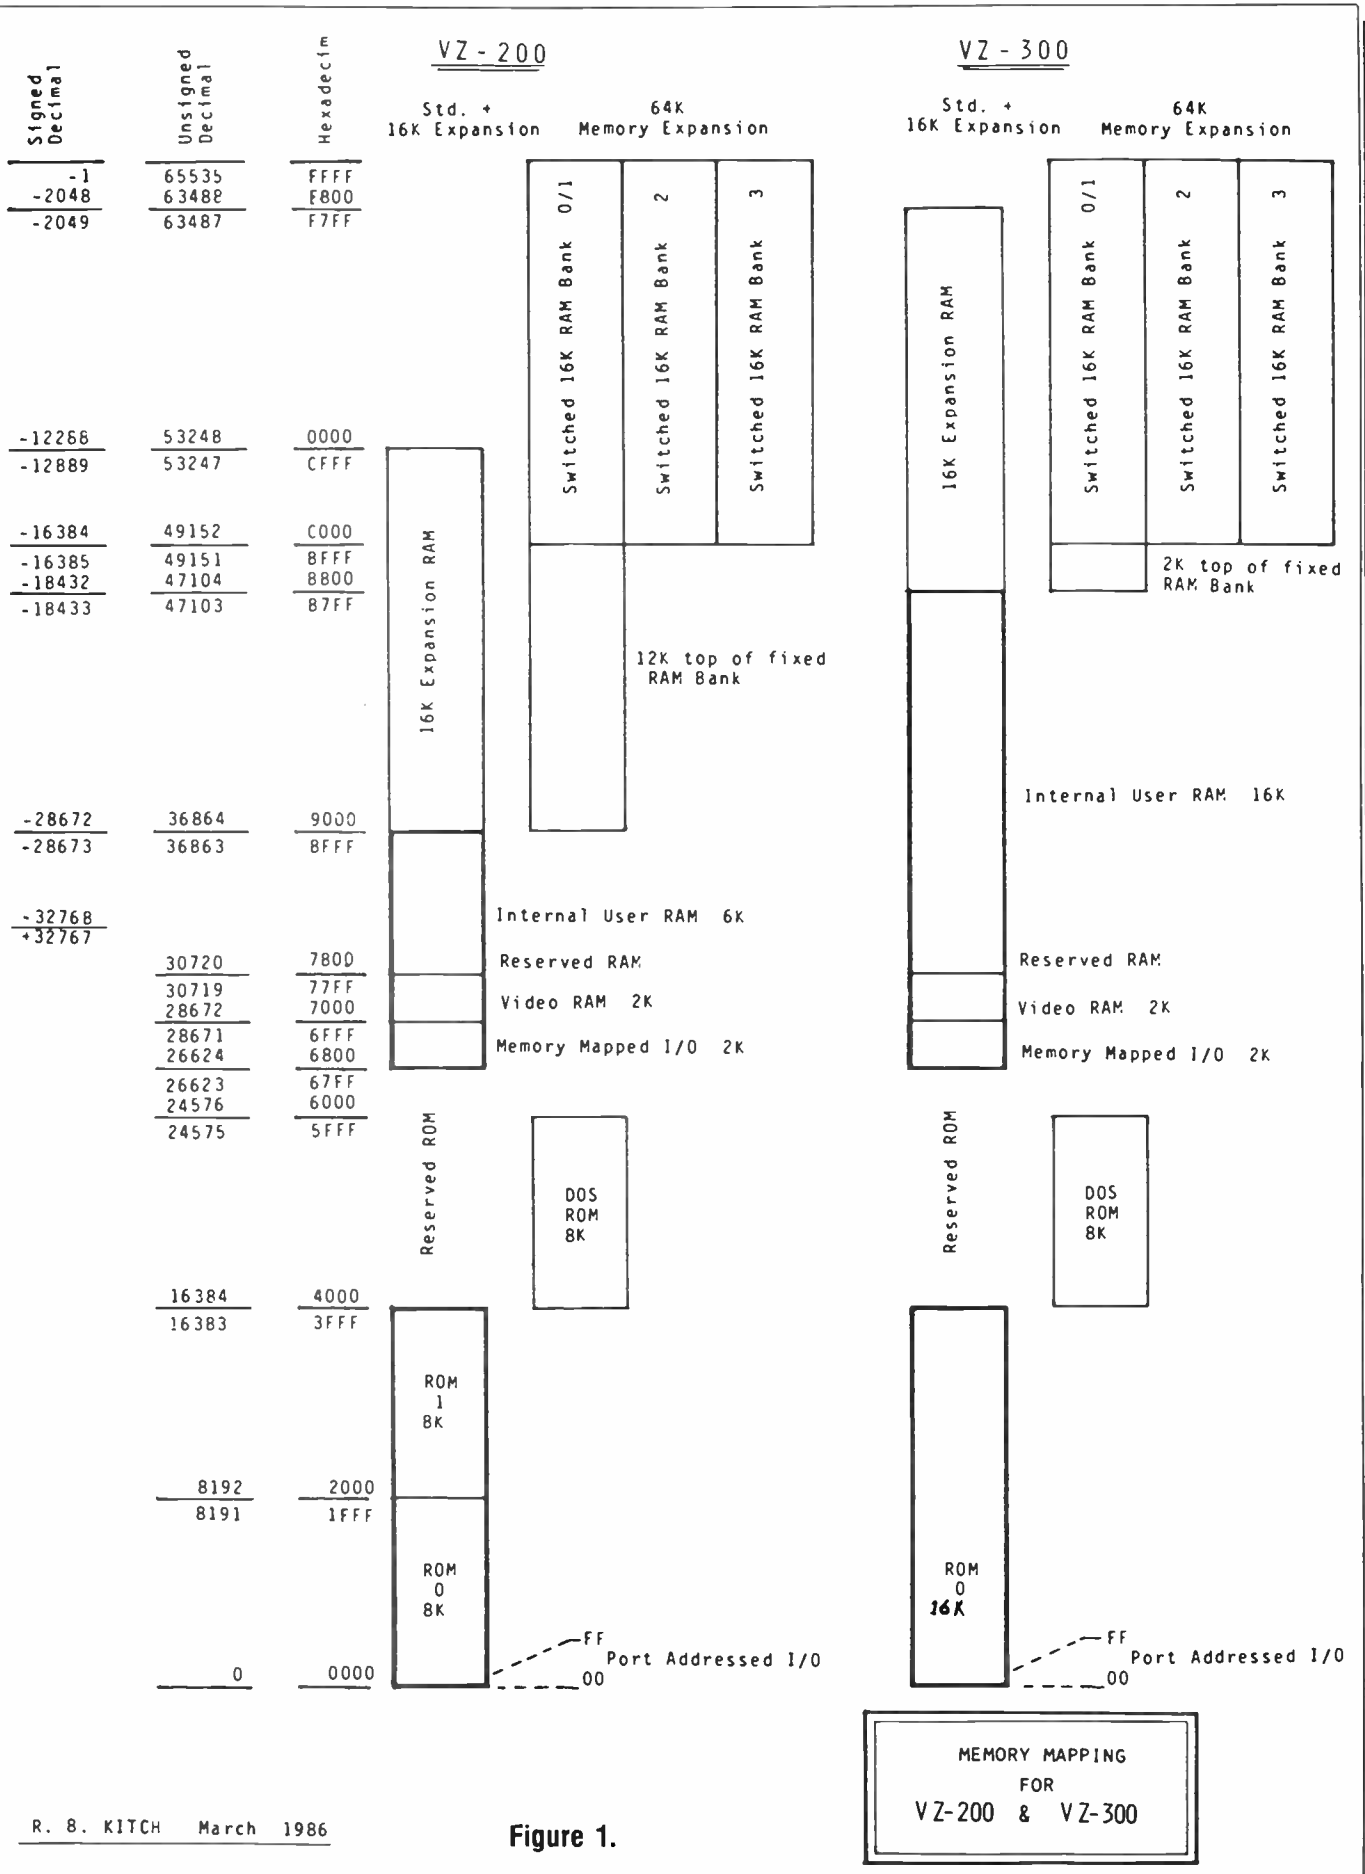 VZ-200
VZ-300
Signed Decimal
Unsigned Decimal
Hexadecim
Std. +
16K Expansion
64K
Memory Expansion
Std. +
16K Expansion
64K
Memory Expansion
-1 65535 FFFF
-2048 63488 F800
-2049 63487 F7FF
Switched 16K RAM Bank 0/1
Switched 16K RAM Bank 2
Switched 16K RAM Bank 3
16K Expansion RAM
Switched 16K RAM Bank 0/1
Switched 16K RAM Bank 2
Switched 16K RAM Bank 3
-12288 53248 0000
-12889 53247 CFFF
-16384 49152 C000
-16385 49151 8FFF
-18432 47104 8800
-18433 47103 B7FF
16K Expansion RAM
2K top of fixed
RAM Bank
12K top of fixed
RAM Bank
Internal User RAM 16K
-28672 36864 9000
-28673 36863 8FFF
-32768
+32767
Internal User RAM 6K
30720 7800
Reserved RAM
Reserved RAM
30719 77FF
28672 7000
Video RAM 2K
Video RAM 2K
28671 6FFF
26624 6800
Memory Mapped I/O 2K
Memory Mapped I/O 2K
26623 67FF
24576 6000
24575 5FFF
Reserved ROM
DOS
ROM
8K
Reserved ROM
DOS
ROM
8K
16384 4000
16383 3FFF
ROM
1
8K
8192 2000
8191 1FFF
ROM
0
8K
ROM
0
16K
FF
Port Addressed I/O
00
FF
Port Addressed I/O
00
0 0000
MEMORY MAPPING
FOR
VZ-200 & VZ-300
R. 8. KITCH March 1986
Figure 1.